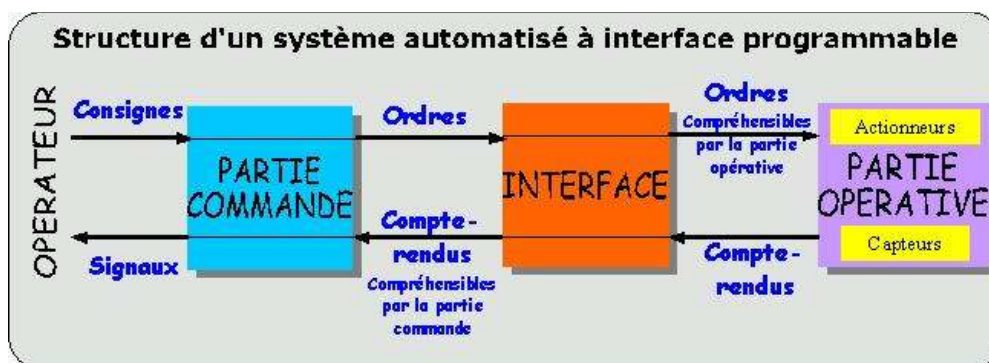 Structure d'un système automatisé à interface programmable
OPERATEUR
Consignes
Signaux
PARTIE
COMMANDE
Ordres
Compte-
rendus
Compréhensibles
par la partie
commande
INTERFACE
Ordres
Compréhensibles
par la partie
opérative
Compte-
rendus
Actionneurs
PARTIE
OPERATIVE
Capteurs